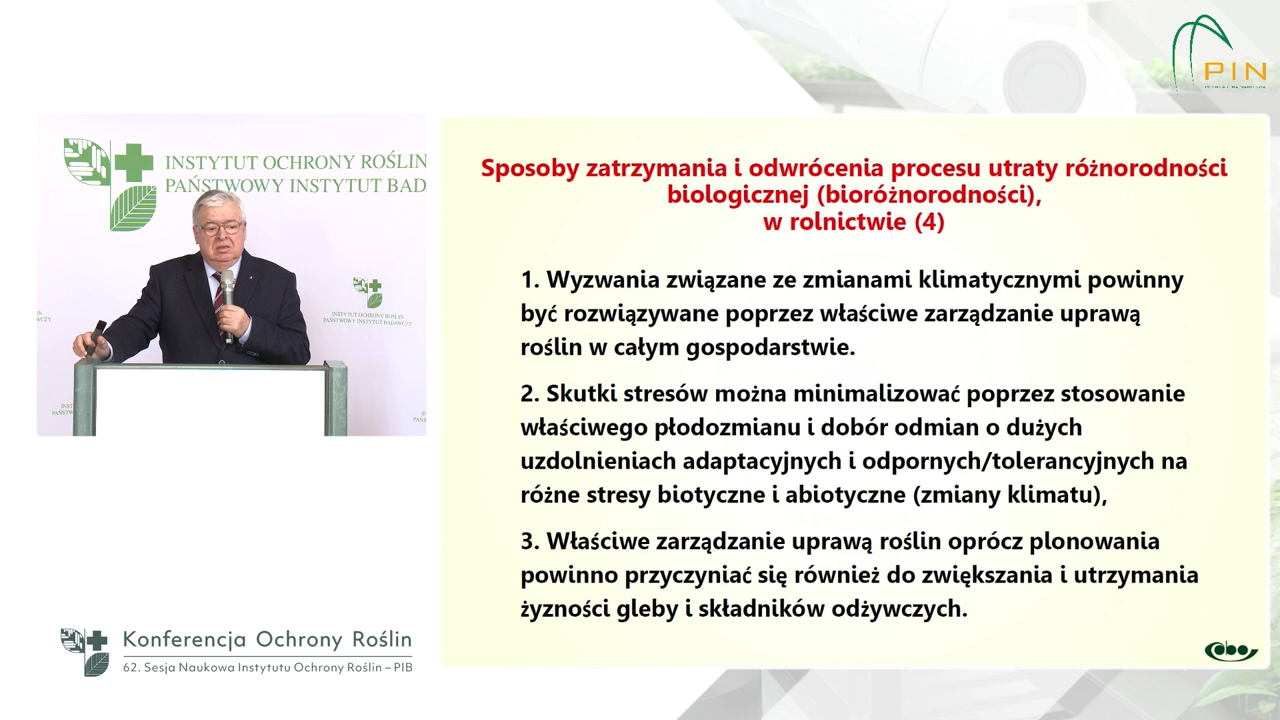 PIN
INSTYTUT OCHRONY ROŚLIN
PAŃSTWOWY INSTYTUT BAD
INSTYTUT OCHRONY ROŚLIN
PAŃSTWOWY INSTYTUT BADAWCZY
Sposoby zatrzymania i odwrócenia procesu utraty różnorodności
biologicznej (bioróżnorodności),
w rolnictwie (4)
1. Wyzwania związane ze zmianami klimatycznymi powinny
być rozwiązywane poprzez właściwe zarządzanie uprawą
roślin w całym gospodarstwie.
2. Skutki stresów można minimalizować poprzez stosowanie
właściwego płodozmianu i dobór odmian o dużych
uzdolnieniach adaptacyjnych i odpornych/tolerancyjnych na
różne stresy biotyczne i abiotyczne (zmiany klimatu),
3. Właściwe zarządzanie uprawą roślin oprócz plonowania
powinno przyczyniać się również do zwiększania i utrzymania
żyzności gleby i składników odżywczych.
Konferencja Ochrony Roślin
62. Sesja Naukowa Instytutu Ochrony Roślin – PIB